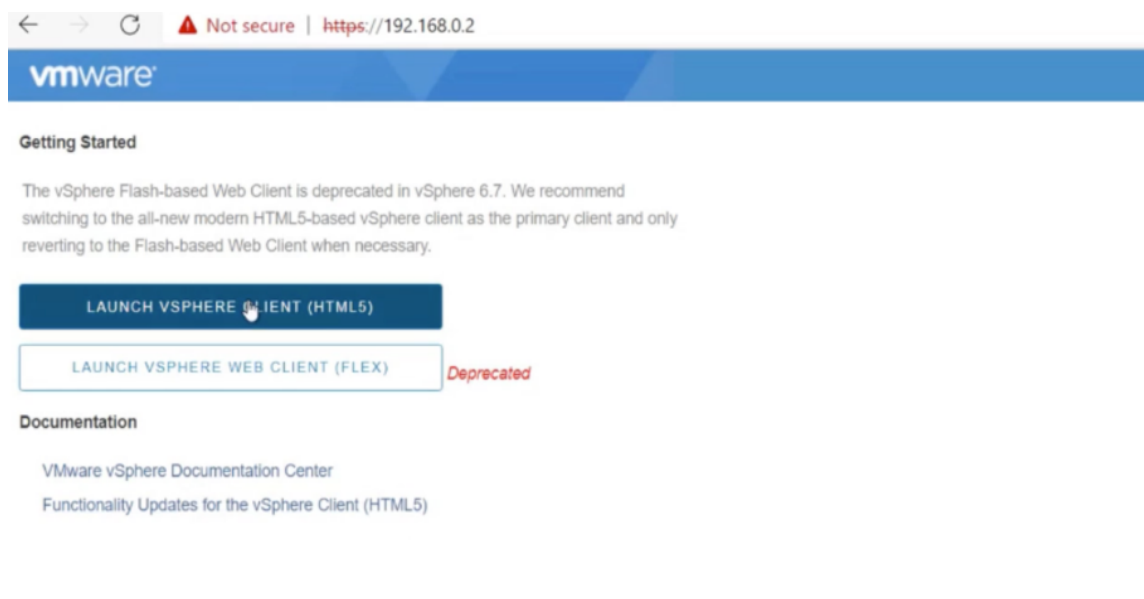 Not secure | https://192.168.0.2
vmware
Getting Started
The vSphere Flash-based Web Client is deprecated in vSphere 6.7. We recommend
switching to the all-new modern HTML5-based vSphere client as the primary client and only
reverting to the Flash-based Web Client when necessary.
LAUNCH VSPHERE CLIENT (HTML5)
LAUNCH VSPHERE WEB CLIENT (FLEX)
Deprecated
Documentation
VMware vSphere Documentation Center
Functionality Updates for the vSphere Client (HTML5)